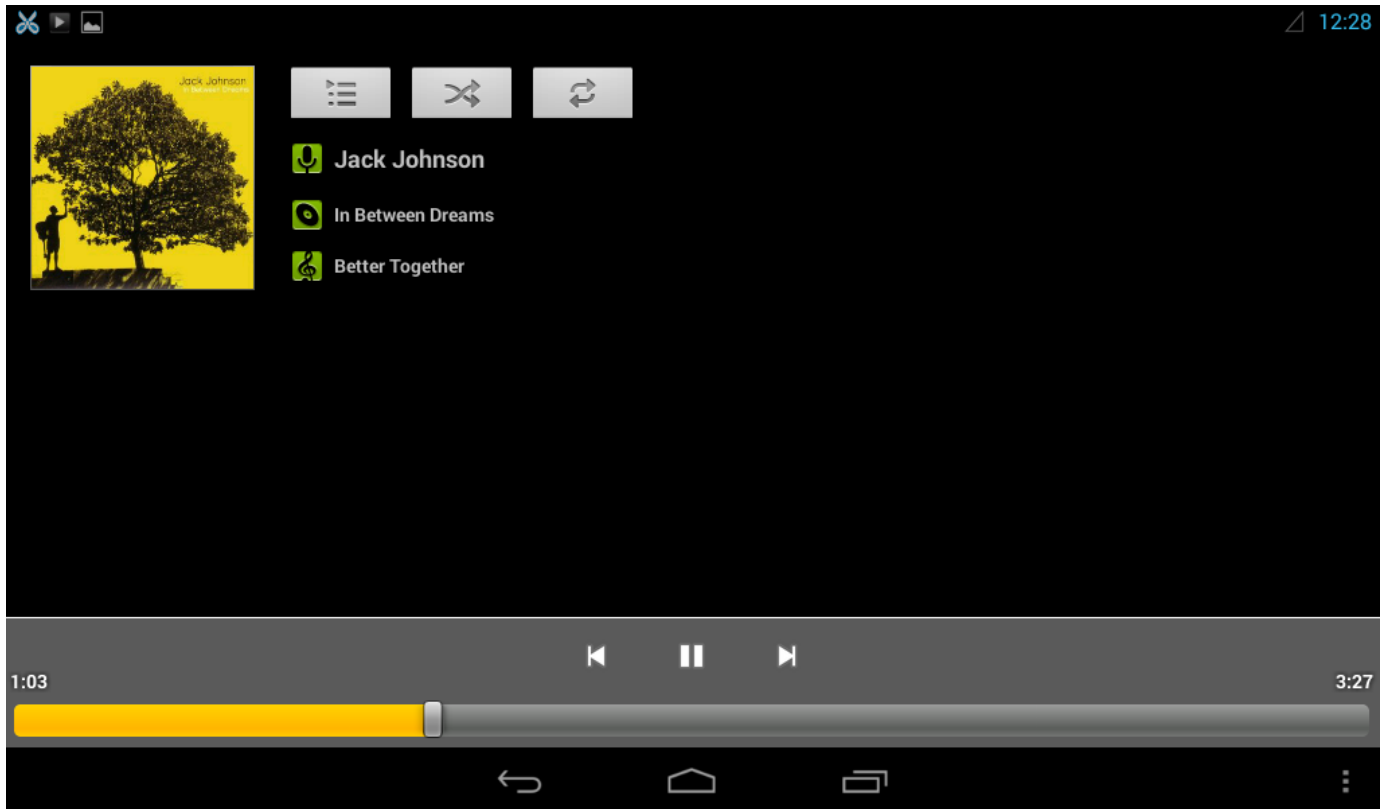 12:28
Jack Johnson
In Between Dreams
Jack Johnson
In Between Dreams
Better Together
1:03
3:27